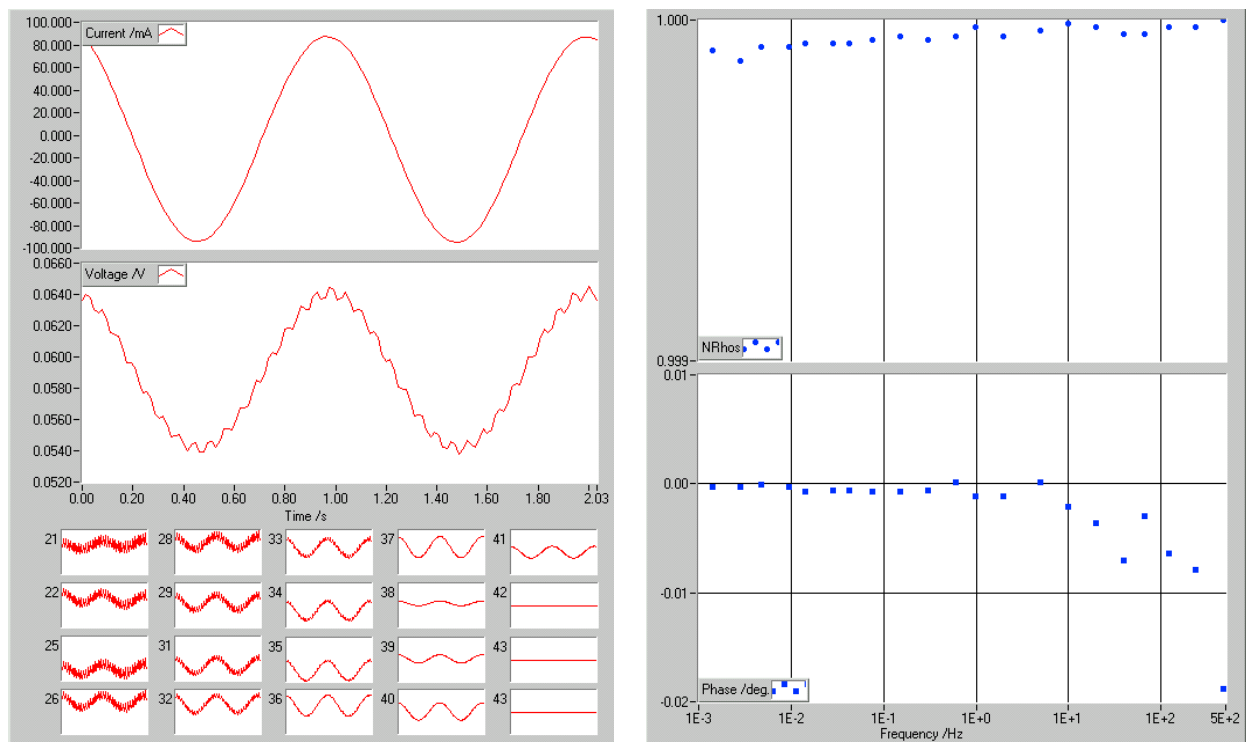 100.000
80.000
60.000
40.000
20.000
0.000
-20.000
-40.000
-60.000
-80.000
-100.000
Current /mA
0.0660
0.0640
0.0620
0.0600
0.0580
0.0560
0.0540
0.0520
Voltage /V
0.00 0.20 0.40 0.60 0.80 1.00 1.20 1.40 1.60 1.80 2.03
Time /s
21 28 33 37 41
22 29 34 38 42
25 31 35 39 43
26 32 36 40 43
1.000
0.999
NRhos
0.01
0.00
-0.01
-0.02
Phase /deg.
1E-3 1E-2 1E-1 1E+0 1E+1 1E+2 5E+2
Frequency /Hz